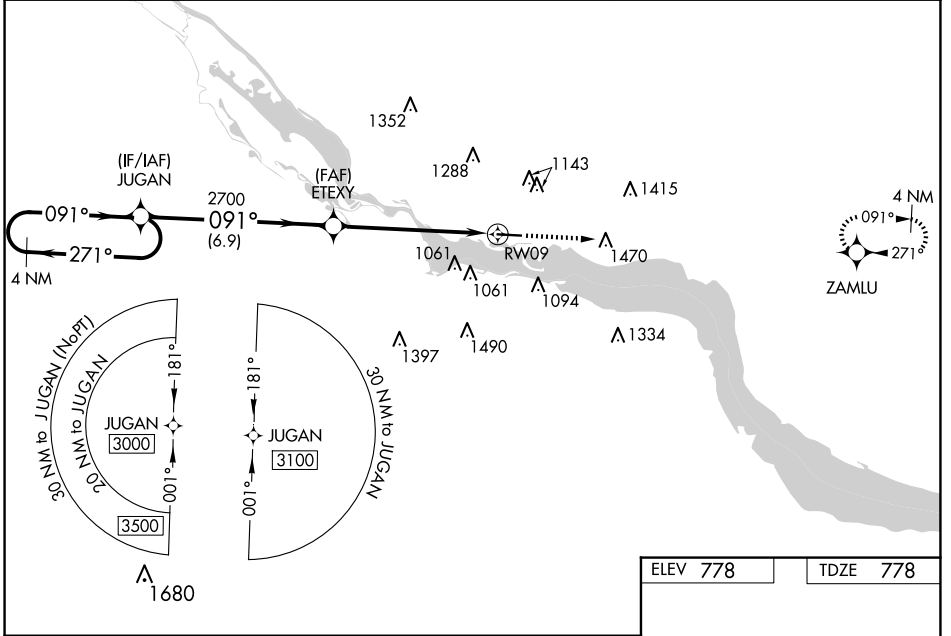 1352
1288
1143
1415
(IF/IAF)
JUGAN
(FAF)
ETEXY
2700
091°
(6.9)
091°
271°
4 NM
RW09
1470
1061
1061
1094
1397
1490
1334
4 NM
091°
271°
ZAMLU
30 NM to JUGAN (NoPT)
20 NM to JUGAN
181°
JUGAN
3000
001°
3500
181°
JUGAN
3100
001°
30 NM to JUGAN
1680
ELEV 778
TDZE 778